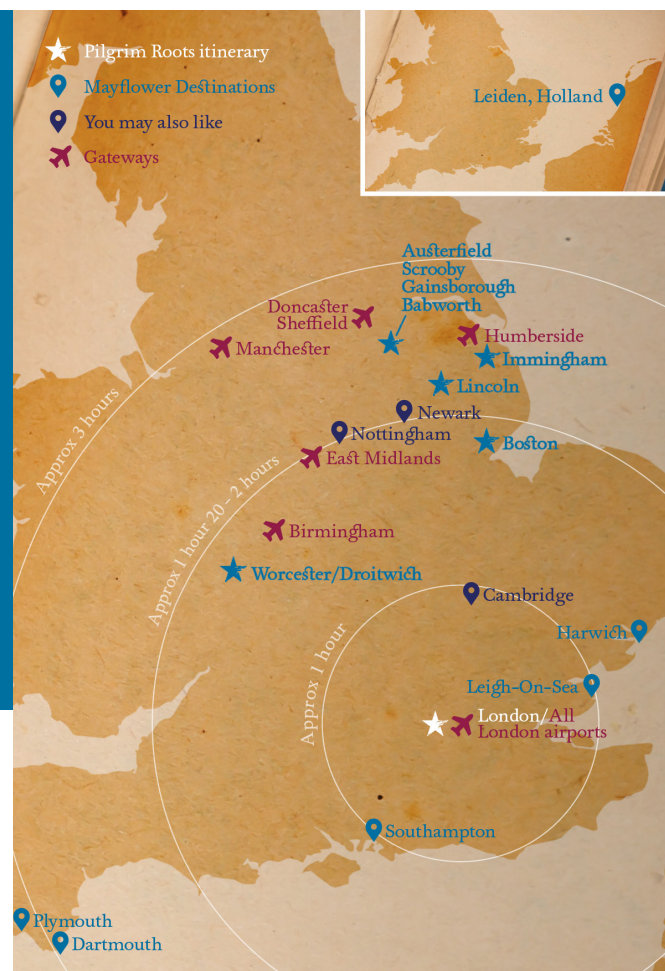 Pilgrim Roots itinerary
Mayflower Destinations
You may also like
Gateways
Leiden, Holland
Austerfield
Scrooby
Gainsborough
Babworth
Doncaster
Sheffield
Humberside
Manchester
Immingham
Lincoln
Approx 3 hours
Newark
Nottingham
Boston
East Midlands
Approx 1 hour 20 - 2 hours
Birmingham
Worcester/Droitwich
Cambridge
Approx 1 hour
Harwich
Leigh-On-Sea
London/All
London airports
Southampton
Plymouth
Dartmouth